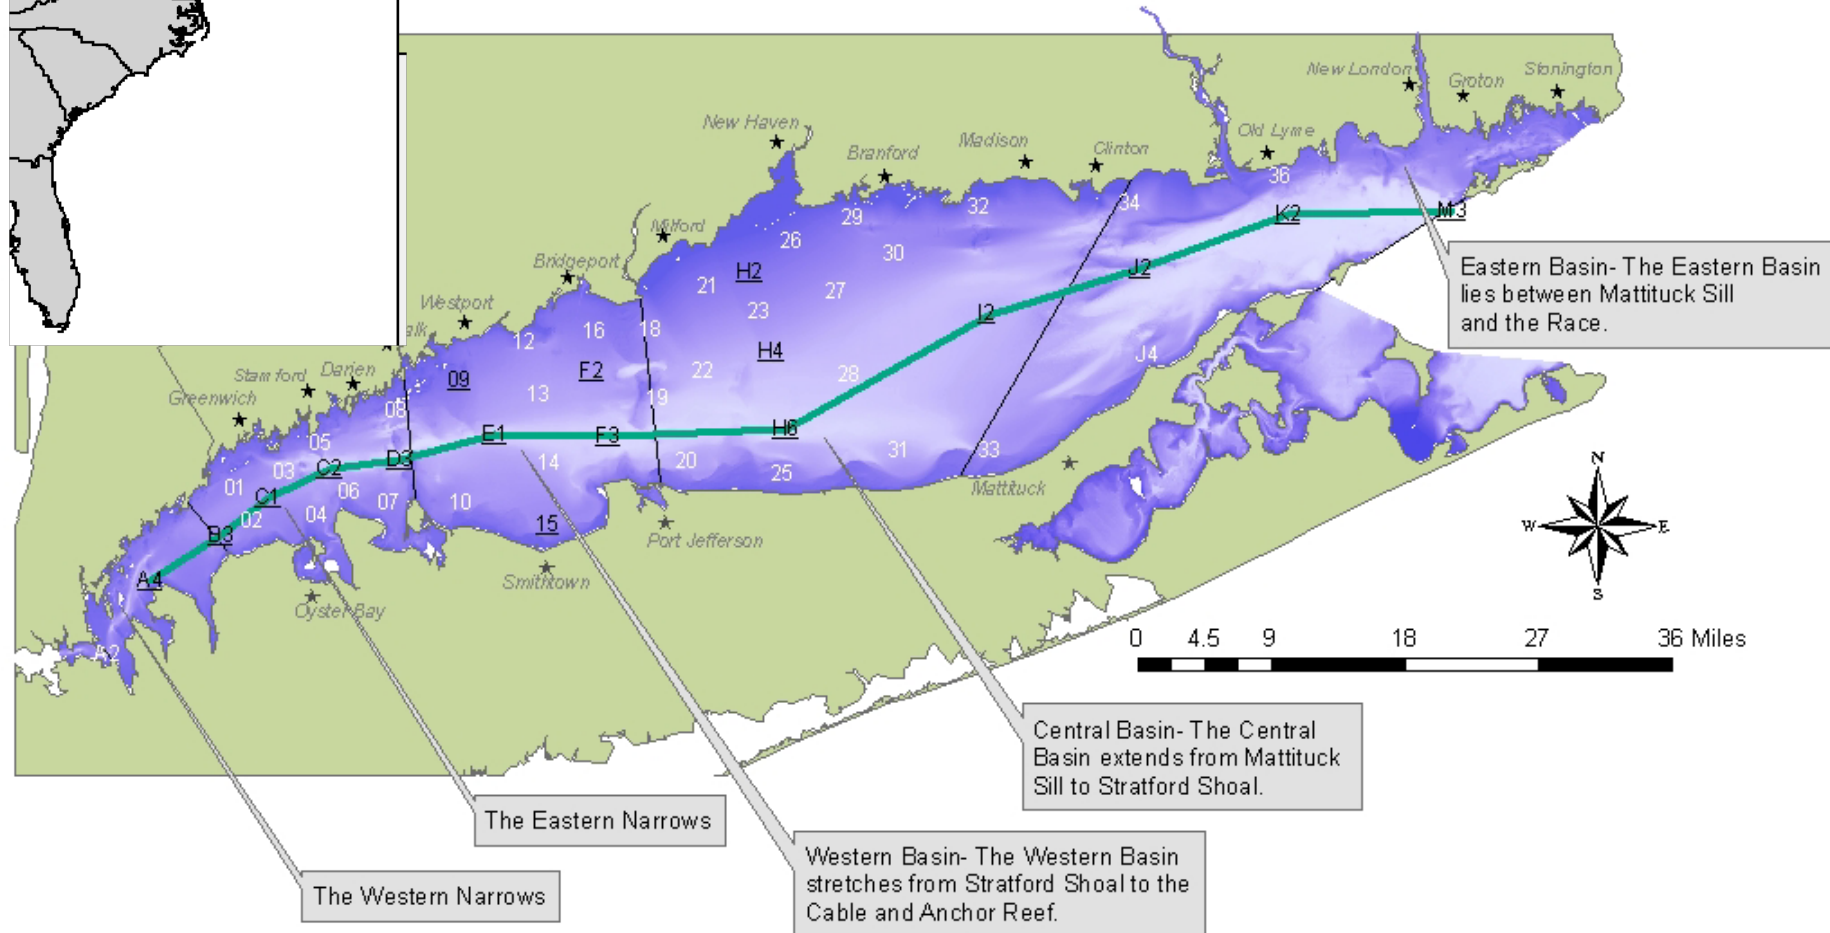 New London
Groton
Stonington
New Haven
Old Lyme
Madison
Clinton
Branford
36
34
32
29
K2
M3
Milford
26
30
Bridgeport
H2
J2
Eastern Basin- The Eastern Basin
lies between Mattituck Sill
and the Race.
21
27
Westport
23
I2
16
18
alk
12
H4
J4
Stamford
Darien
09
F2
22
28
Greenwich
13
19
08
E1
F3
H6
05
31
33
D3
14
20
25
03
C2
N
01
06
Mattituck
C1
07
10
02
04
15
W
E
B3
Port Jefferson
A4
Smithtown
S
Oyster Bay
A2
0 4.5 9 18 27 36 Miles
Central Basin- The Central
Basin extends from Mattituck
Sill to Stratford Shoal.
The Eastern Narrows
Western Basin- The Western Basin
stretches from Stratford Shoal to the
Cable and Anchor Reef.
The Western Narrows